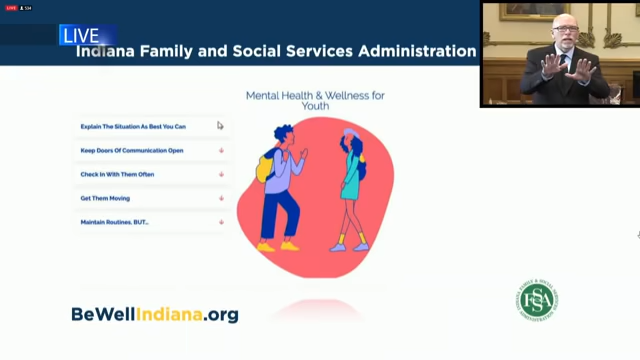 LIVE 534
LIVE
Indiana Family and Social Services Administration
Mental Health & Wellness for
Youth
Explain The Situation As Best You Can
Keep Doors Of Communication Open
Check In With Them Often
Get Them Moving
Maintain Routines, BUT...
BeWellIndiana.org
FSSA